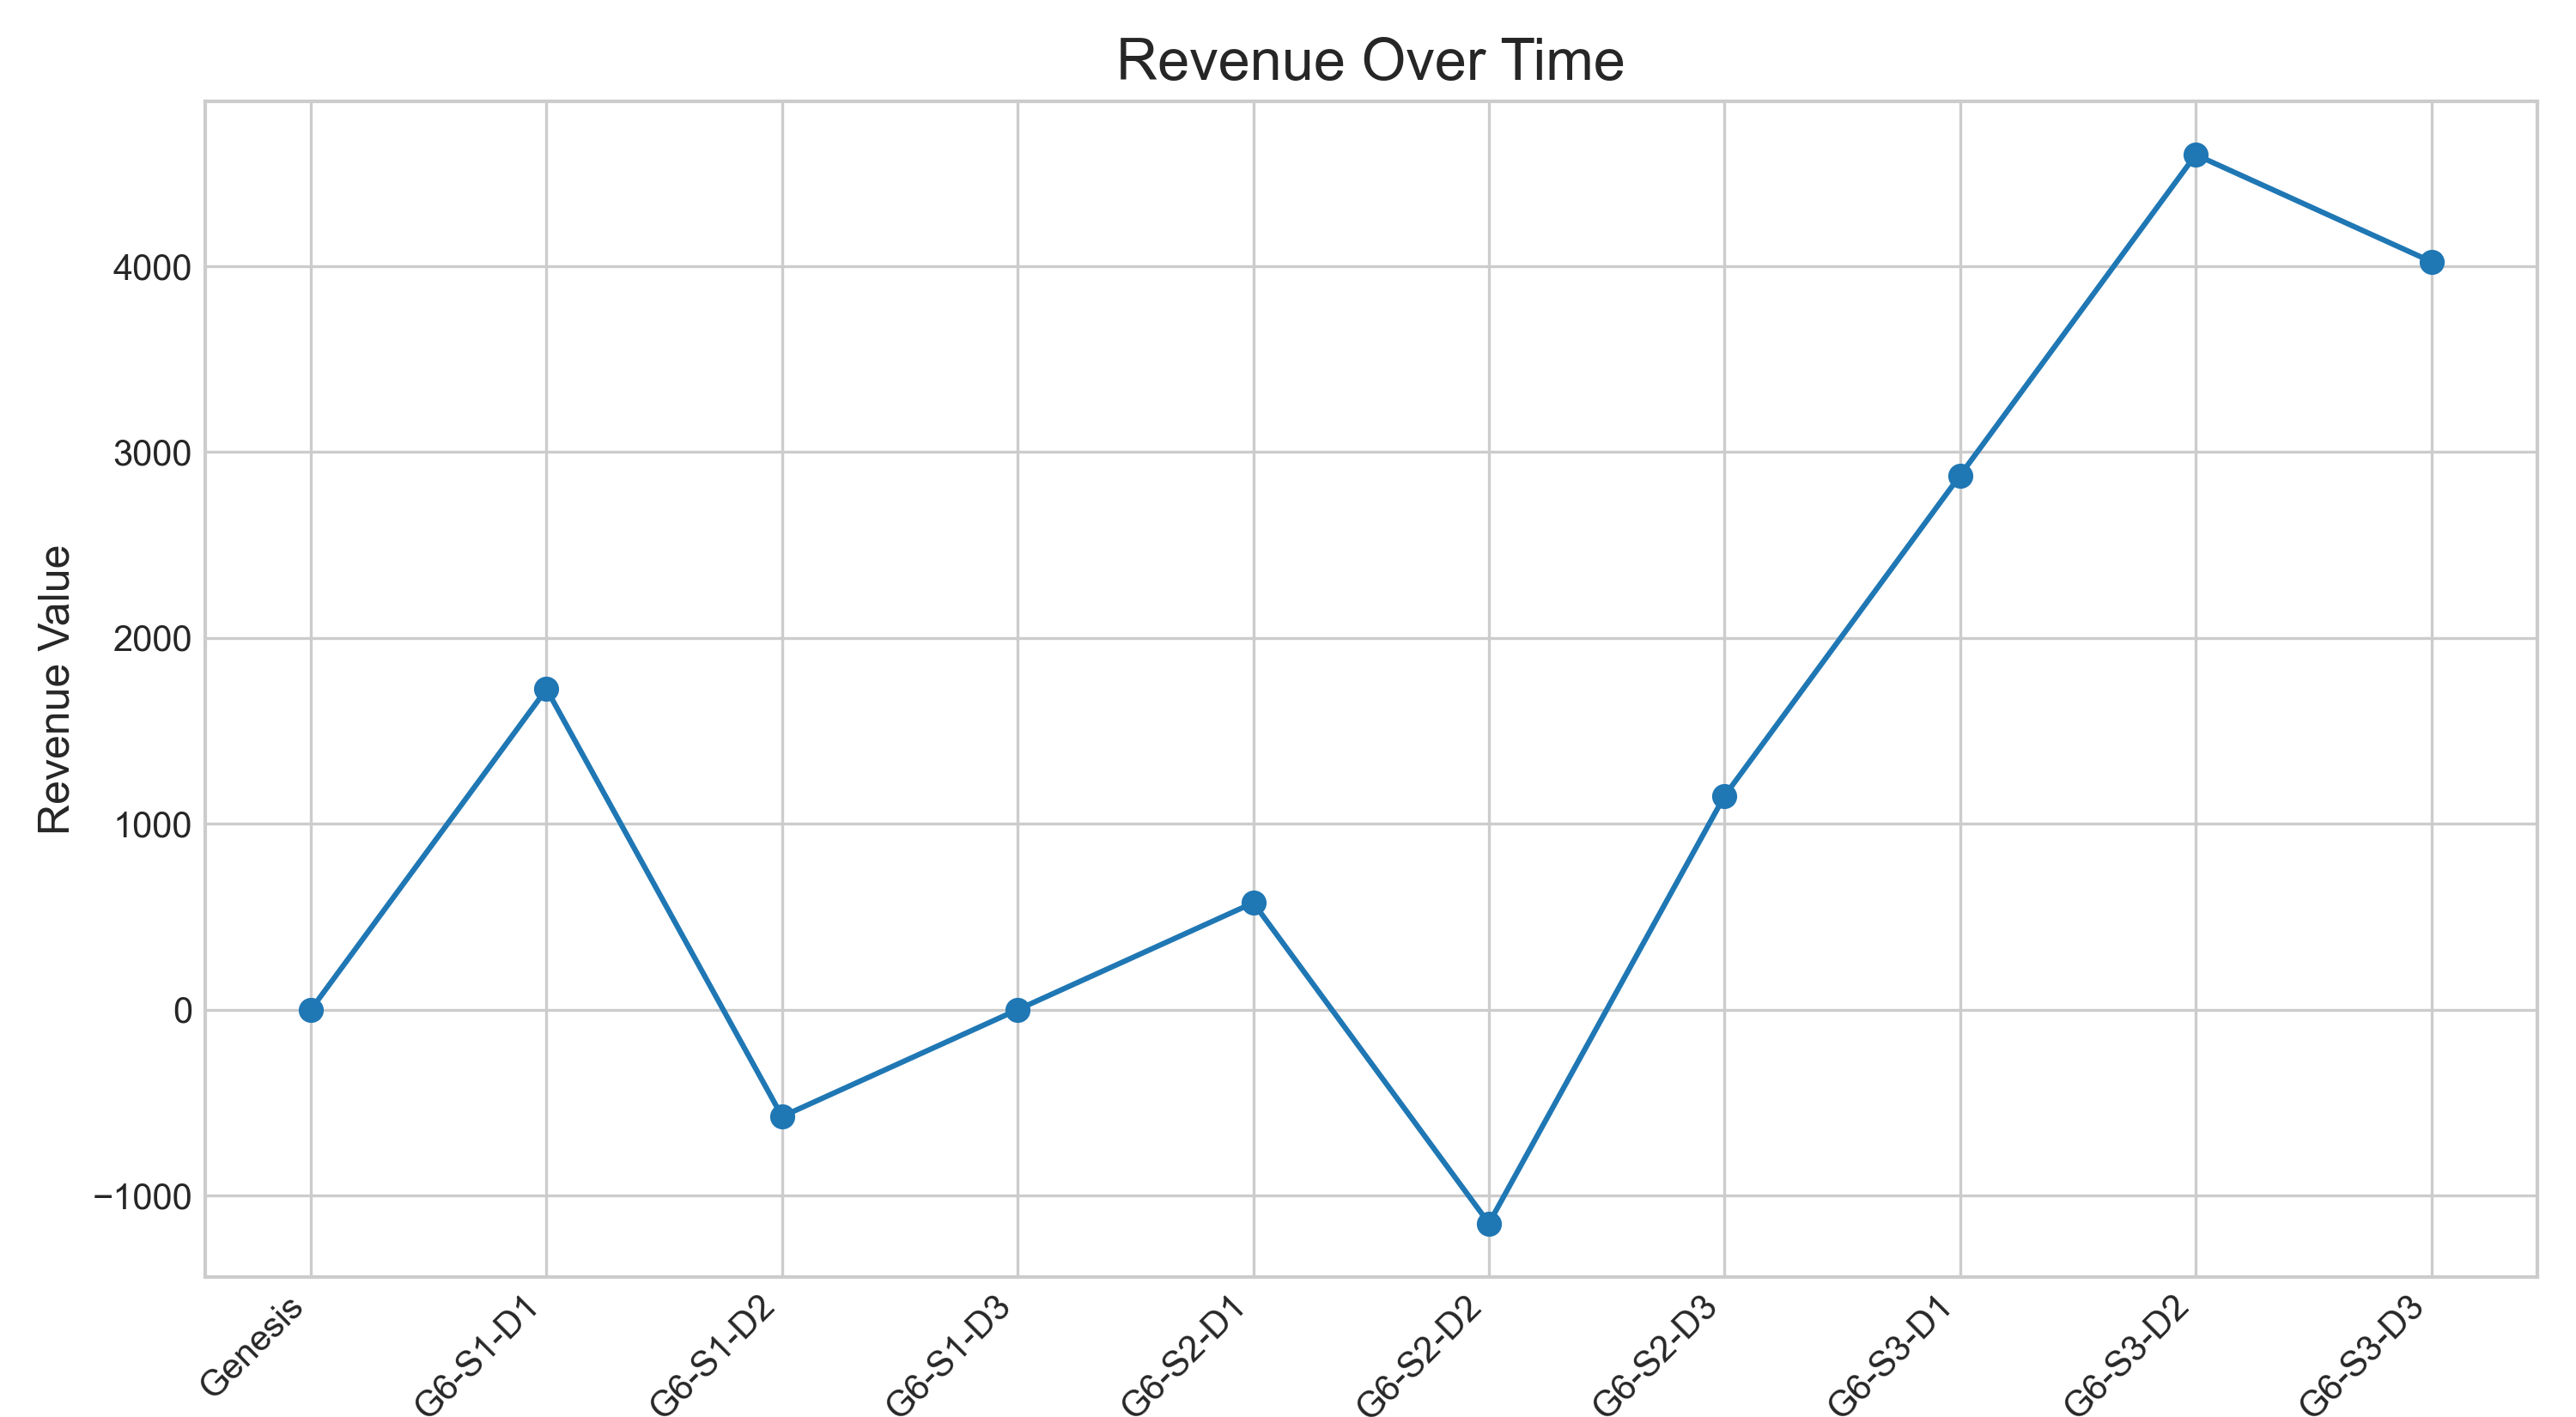 Revenue Over Time
Revenue Value
4000
3000
2000
1000
0
−1000
Genesis
G6-S1-D1
G6-S1-D2
G6-S1-D3
G6-S2-D1
G6-S2-D2
G6-S2-D3
G6-S3-D1
G6-S3-D2
G6-S3-D3